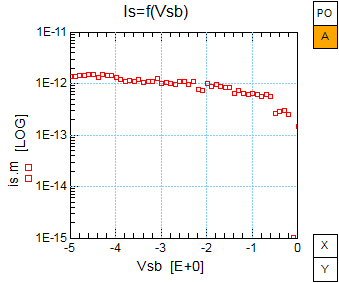 Is=f(Vsb)
PO
A
1E-11
1E-12
1E-13
1E-14
1E-15
is.m [LOG]
-5 -4 -3 -2 -1 0
Vsb [E+0]
X
Y